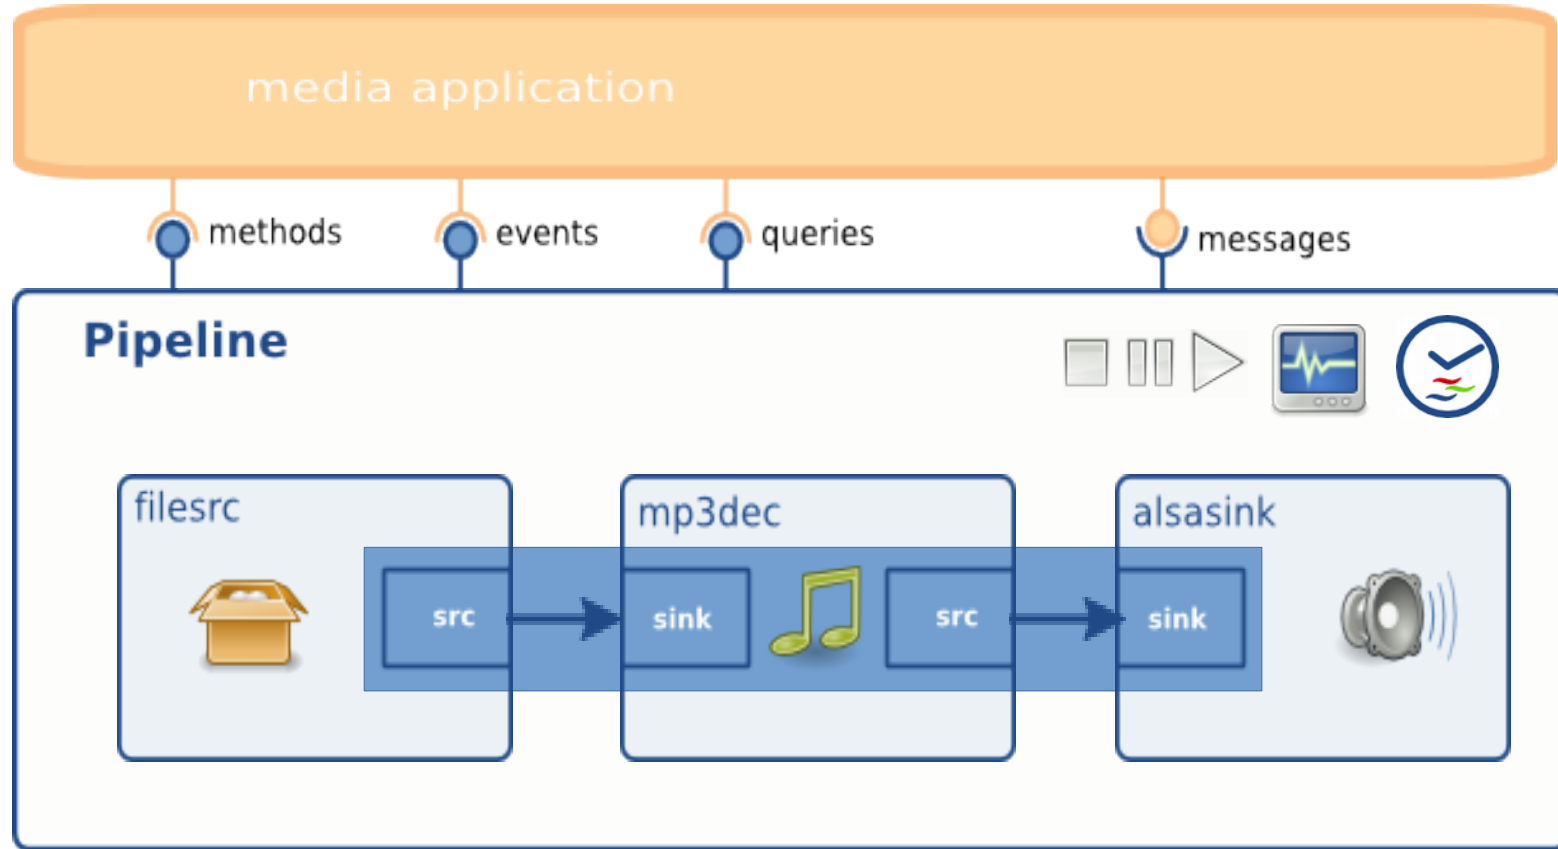 media application
methods
events
queries
messages
Pipeline
filesrc
mp3dec
alsasink
src
sink
src
sink